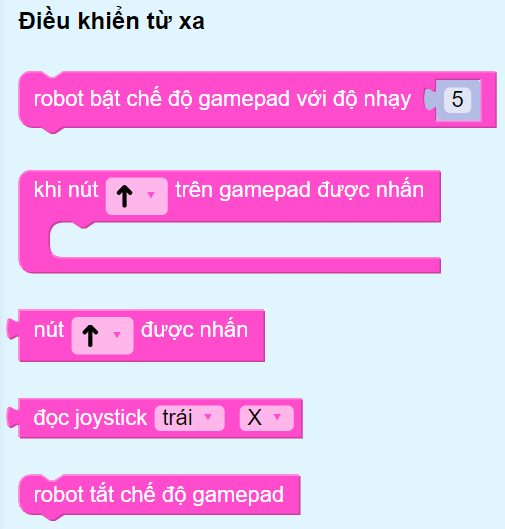 Điều khiển từ xa
robot bật chế độ gamepad với độ nhạy 5
khi nút ↑ trên gamepad được nhấn
nút ↑ được nhấn
đọc joystick trái X
robot tắt chế độ gamepad